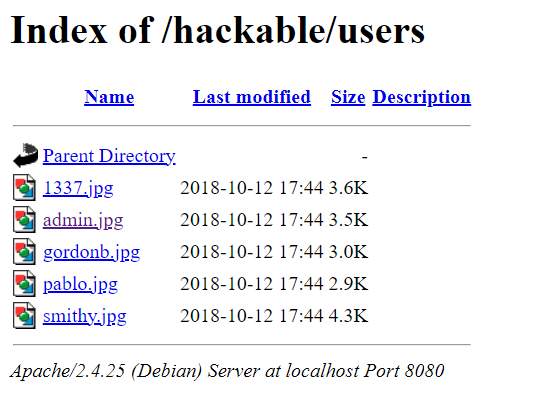 Index of /hackable/users
Name Last modified Size Description
Parent Directory -
1337.jpg 2018-10-12 17:44 3.6K
admin.jpg 2018-10-12 17:44 3.5K
gordonb.jpg 2018-10-12 17:44 3.0K
pablo.jpg 2018-10-12 17:44 2.9K
smithy.jpg 2018-10-12 17:44 4.3K
Apache/2.4.25 (Debian) Server at localhost Port 8080